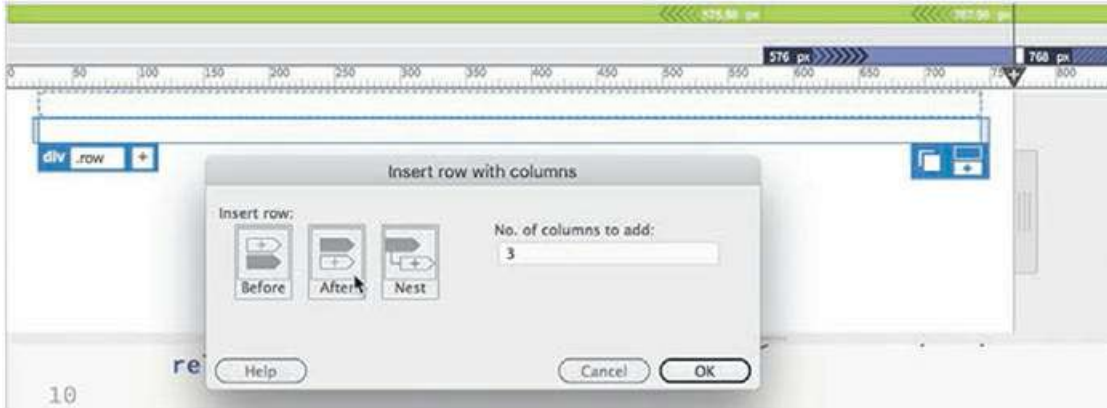 575.98 px 767.98 px
576 px 768 px
0 50 100 150 200 250 300 350 400 450 500 550 600 650 700 750 800
div .row +
Insert row with columns
Insert row:
No. of columns to add:
3
Before After Nest
re
Help Cancel OK
10